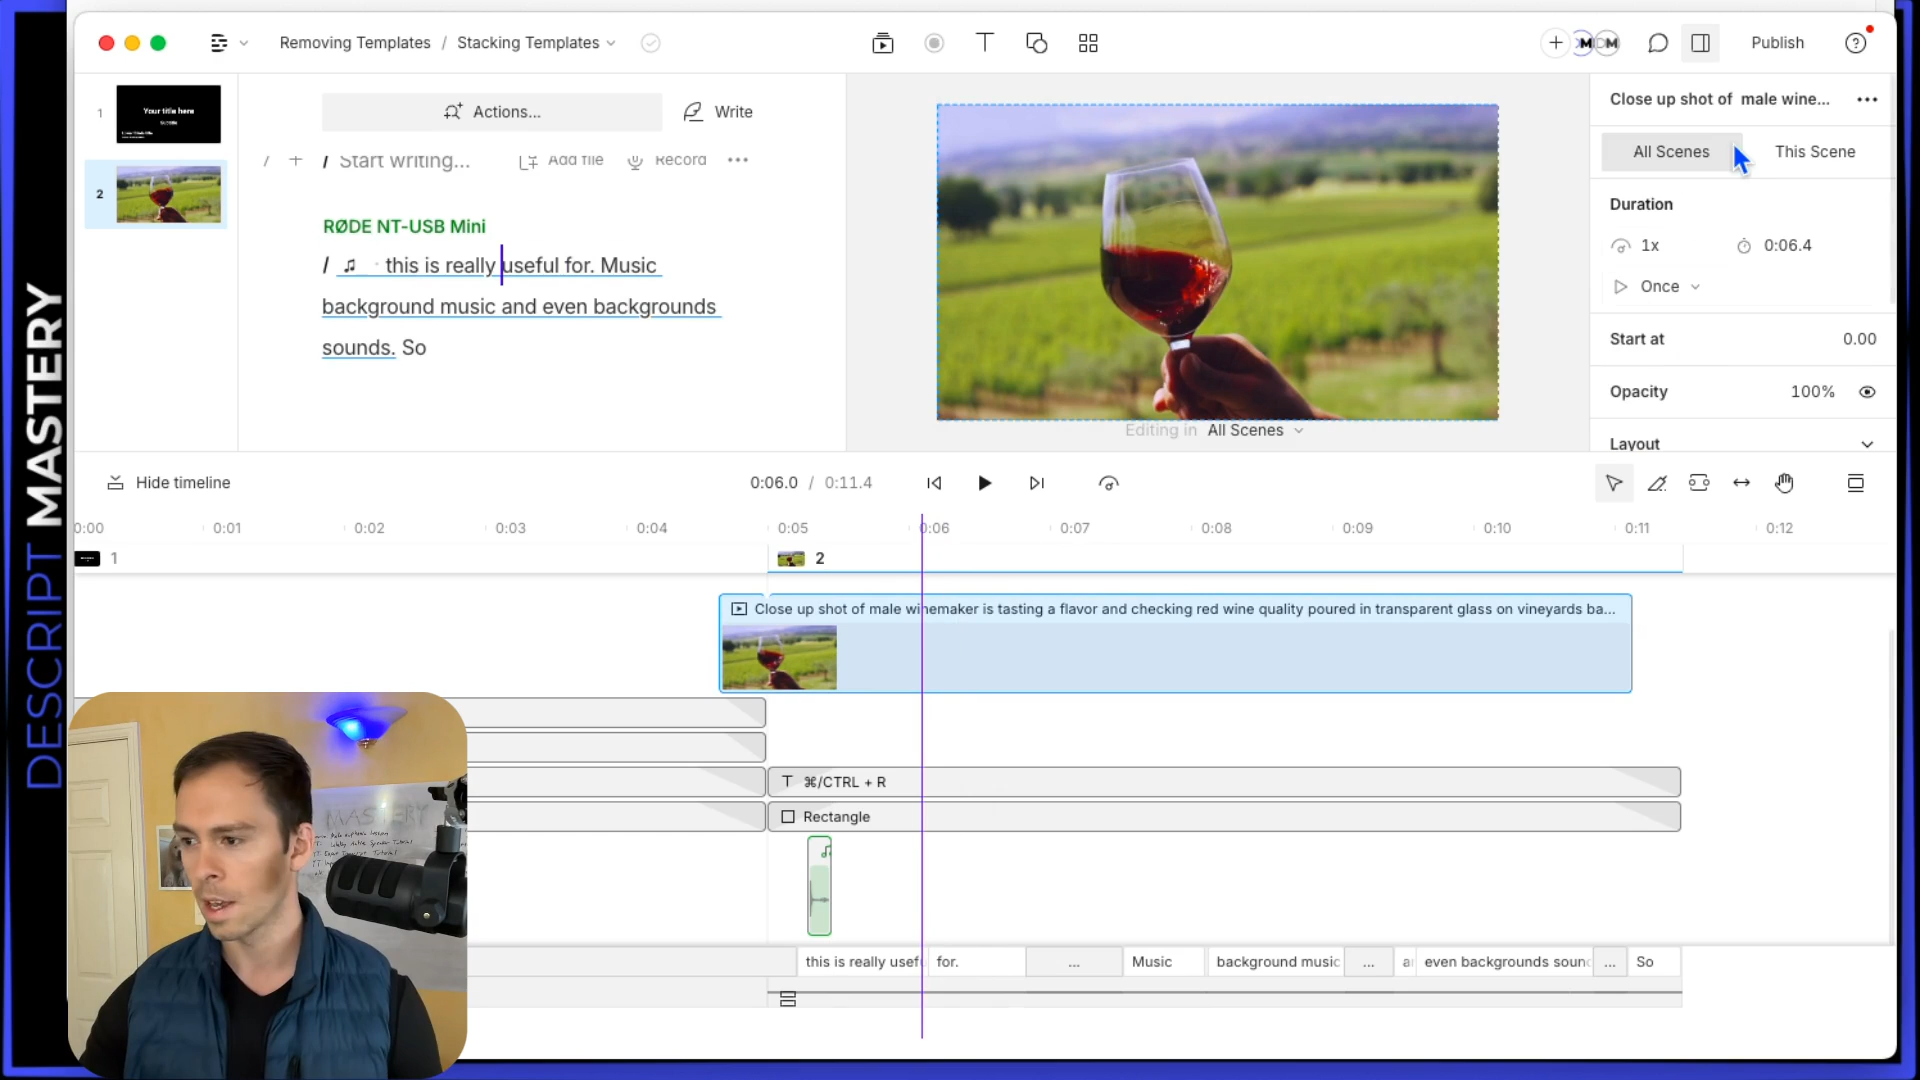 DESCRIPT MASTERY
Removing Templates / Stacking Templates
Publish
1
Your title here
Subtitle
2
Actions...
Write
/ + / Start writing... Add file Record
RØDE NT-USB Mini
/ this is really useful for. Music
background music and even backgrounds
sounds. So
Editing in All Scenes
Close up shot of male wine...
All Scenes
This Scene
Duration
1x
0:06.4
Once
Start at 0.00
Opacity 100%
Layout
Hide timeline
0:06.0 / 0:11.4
0:00 0:01 0:02 0:03 0:04 0:05 0:06 0:07 0:08 0:09 0:10 0:11 0:12
1
2
Close up shot of male winemaker is tasting a flavor and checking red wine quality poured in transparent glass on vineyards ba...
⌘/CTRL + R
Rectangle
this is really usef for. ... Music background music ... even backgrounds soun ... So
MASTERY